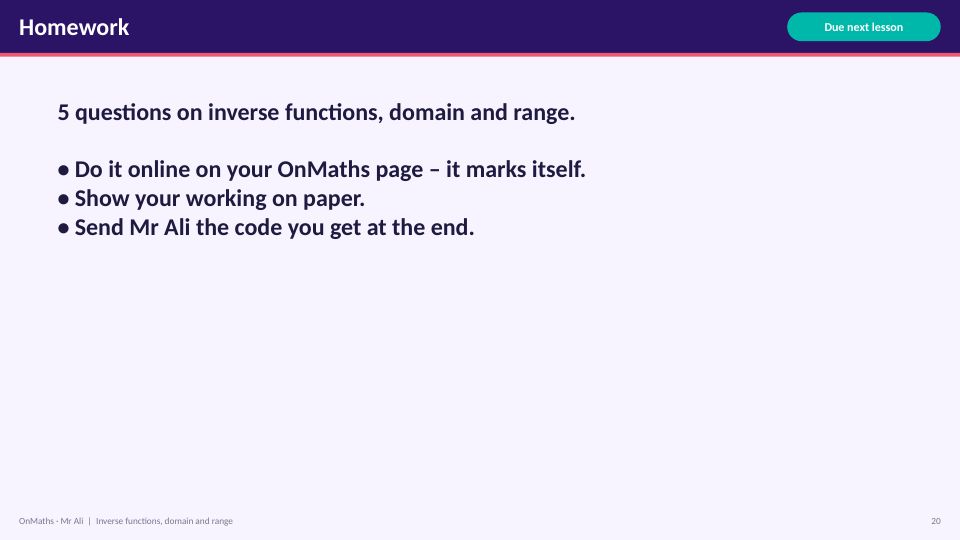 Homework
Due next lesson
5 questions on inverse functions, domain and range.
● Do it online on your OnMaths page – it marks itself.
● Show your working on paper.
● Send Mr Ali the code you get at the end.
OnMaths - Mr Ali | Inverse functions, domain and range
20